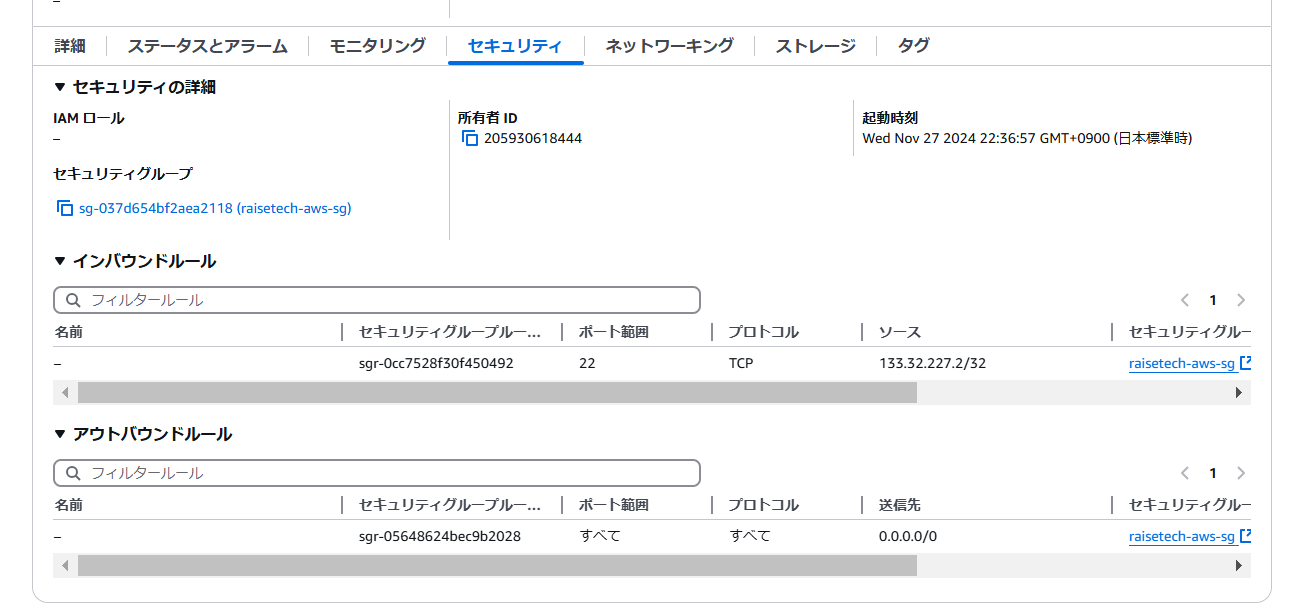 –
詳細 ステータスとアラーム モニタリング セキュリティ ネットワーキング ストレージ タグ
▼ セキュリティの詳細
IAM ロール
–
所有者 ID
205930618444
起動時刻
Wed Nov 27 2024 22:36:57 GMT+0900 (日本標準時)
セキュリティグループ
sg-037d654bf2aea2118 (raisetech-aws-sg)
▼ インバウンドルール
フィルタールール
1
名前 セキュリティグループルー... ポート範囲 プロトコル ソース セキュリティグルー
– sgr-0cc7528f30f450492 22 TCP 133.32.227.2/32 raisetech-aws-sg
▼ アウトバウンドルール
フィルタールール
1
名前 セキュリティグループルー... ポート範囲 プロトコル 送信先 セキュリティグルー
– sgr-05648624bec9b2028 すべて すべて 0.0.0.0/0 raisetech-aws-sg